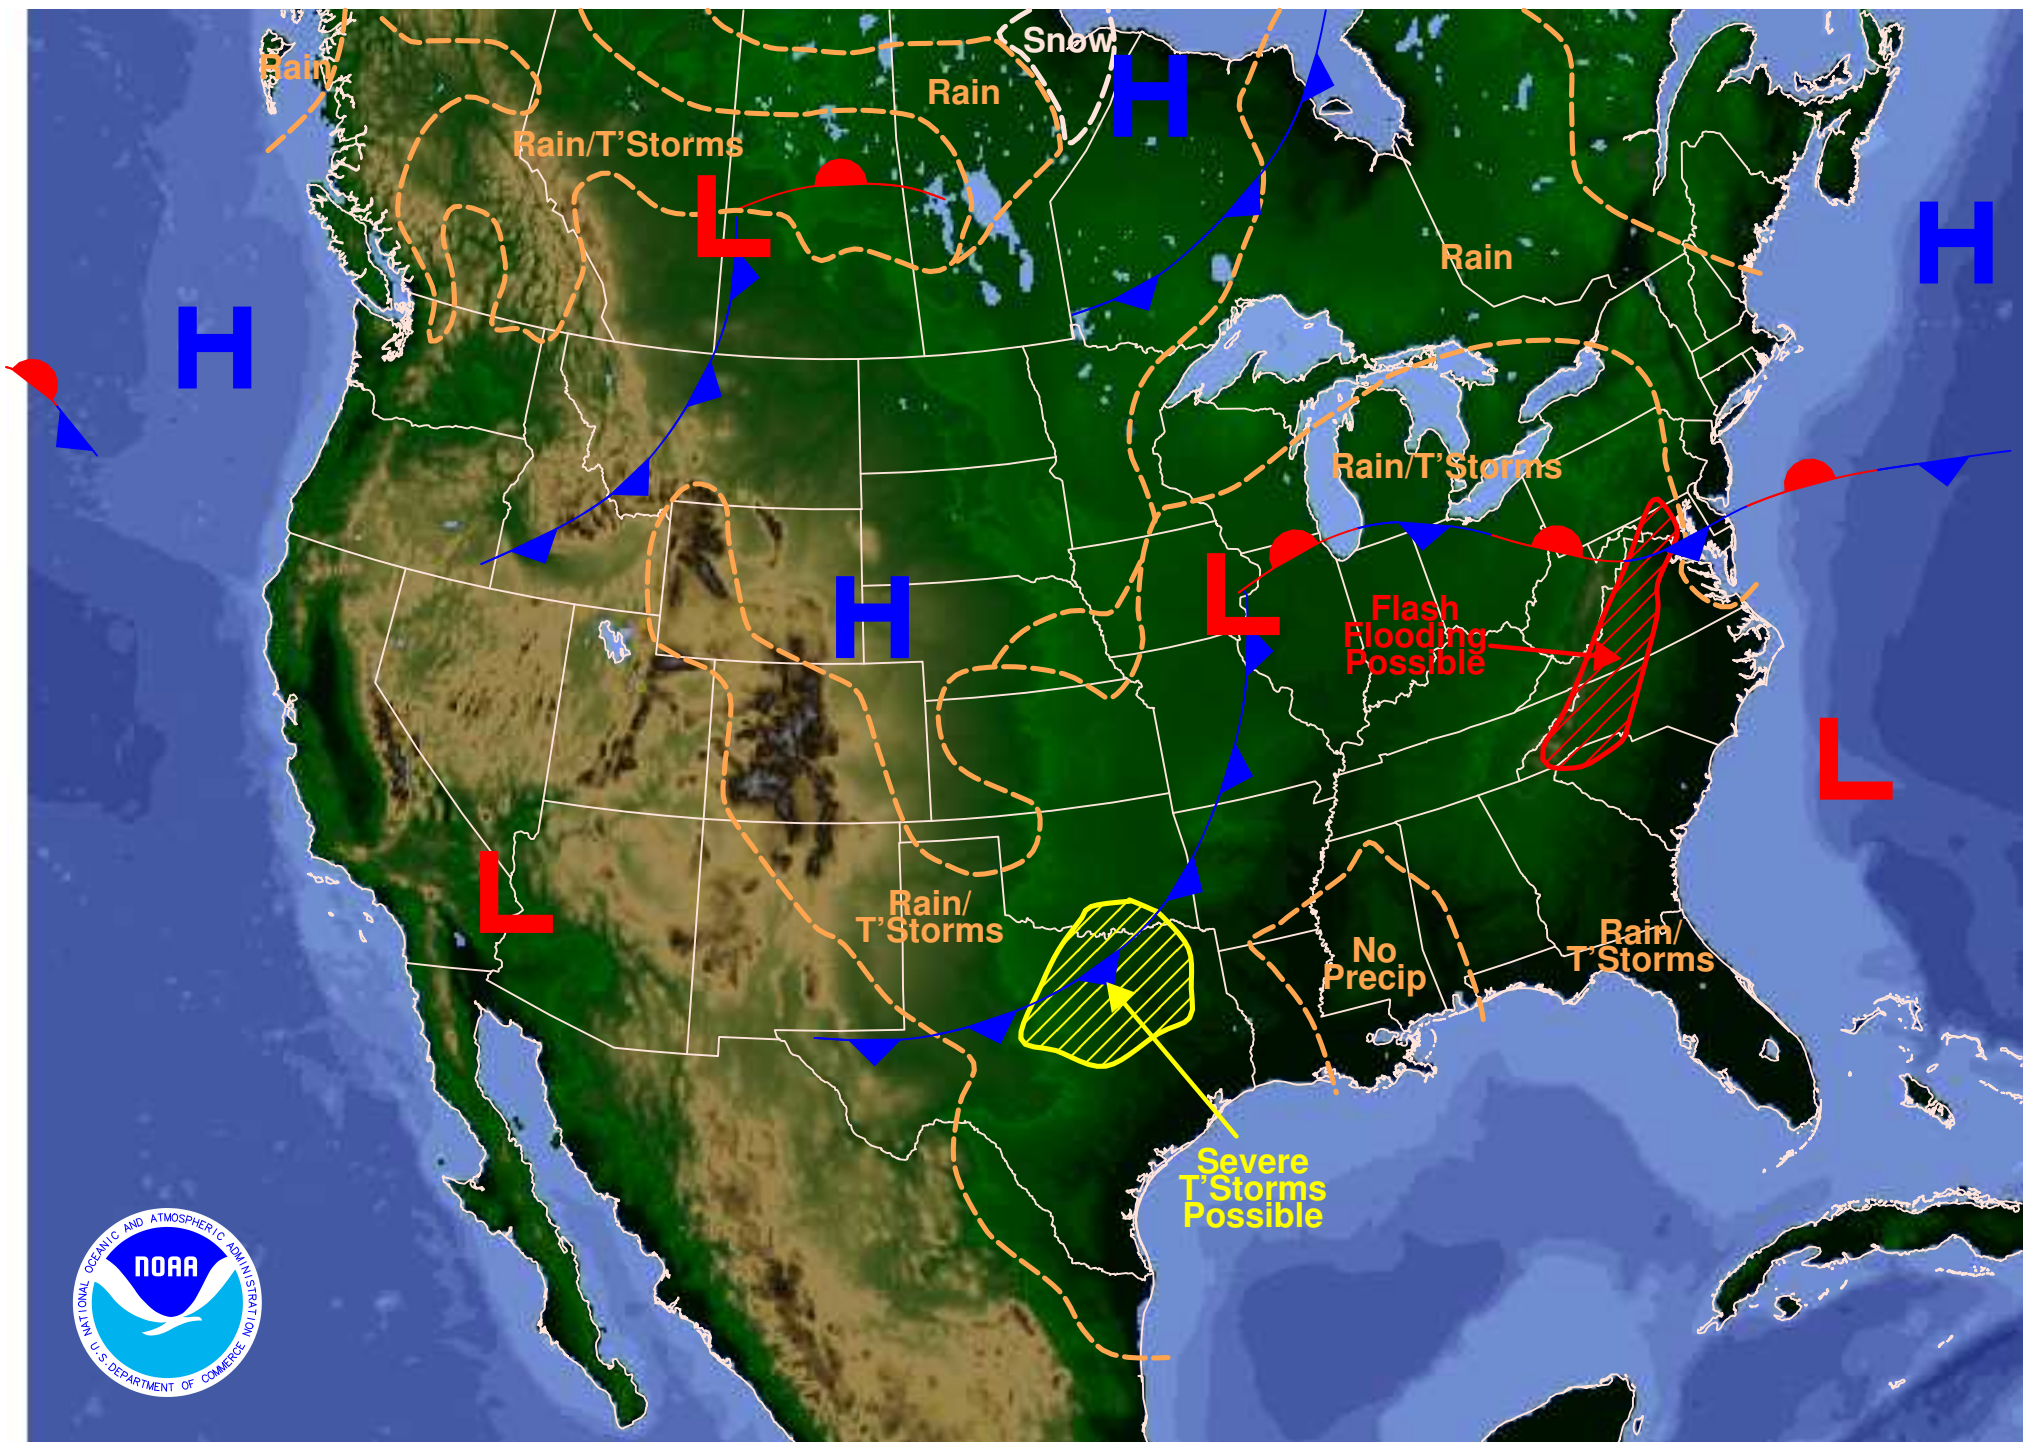 Snow
Rain
H
Rain
Rain/T'Storms
L
H
Rain
H
Rain/T'Storms
H
L
Flash
Flooding
Possible
L
L
Rain/
T'Storms
No
Precip
Rain/
T'Storms
Severe
T'Storms
Possible
NATIONAL OCEANIC AND ATMOSPHERIC ADMINISTRATION
NOAA
U.S. DEPARTMENT OF COMMERCE